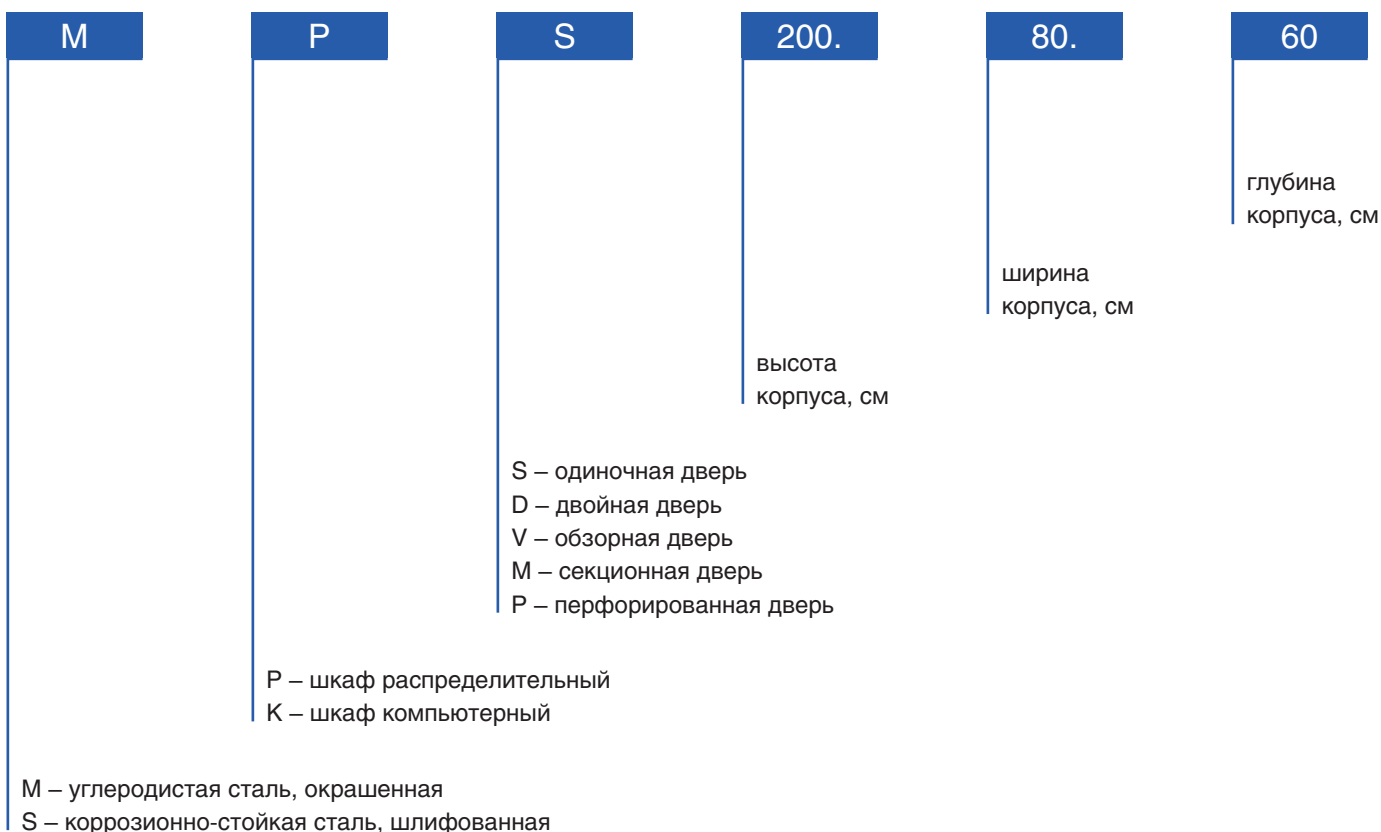 M P S 200. 80. 60
глубина
корпуса, см
ширина
корпуса, см
высота
корпуса, см
S – одиночная дверь
D – двойная дверь
V – обзорная дверь
M – секционная дверь
P – перфорированная дверь
P – шкаф распределительный
K – шкаф компьютерный
M – углеродистая сталь, окрашенная
S – коррозионно-стойкая сталь, шлифованная